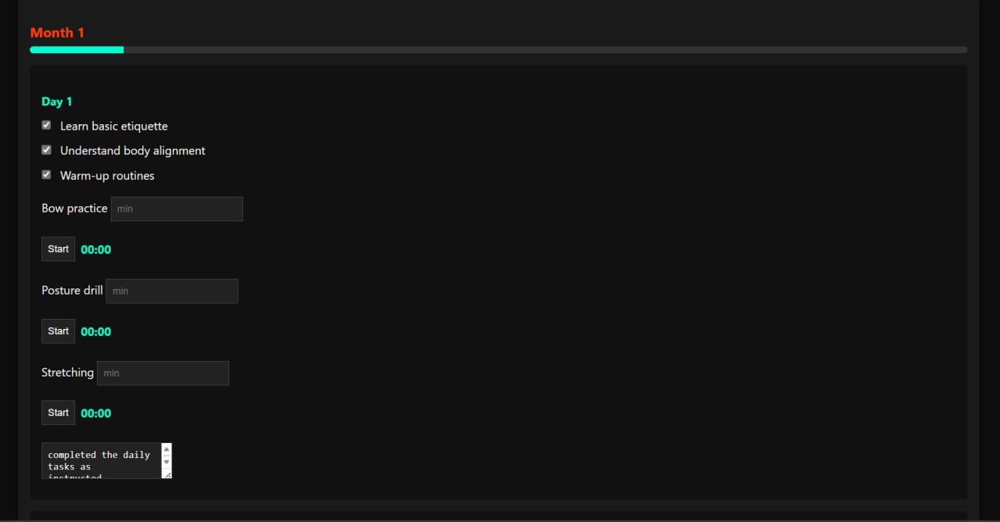 Month 1
Day 1
Learn basic etiquette
Understand body alignment
Warm-up routines
Bow practice min
Start 00:00
Posture drill min
Start 00:00
Stretching min
Start 00:00
completed the daily
tasks as
instructed